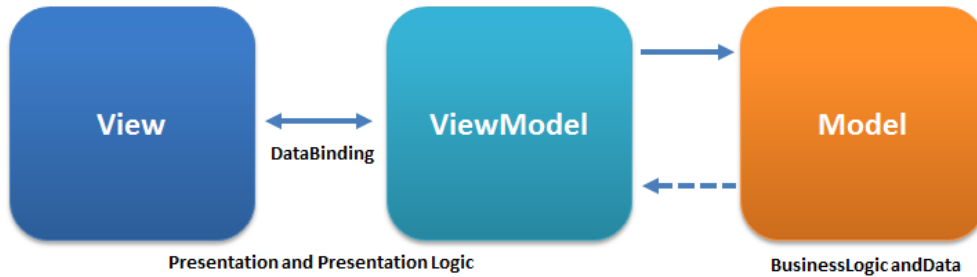 View
ViewModel
Model
DataBinding
Presentation and Presentation Logic
BusinessLogic andData